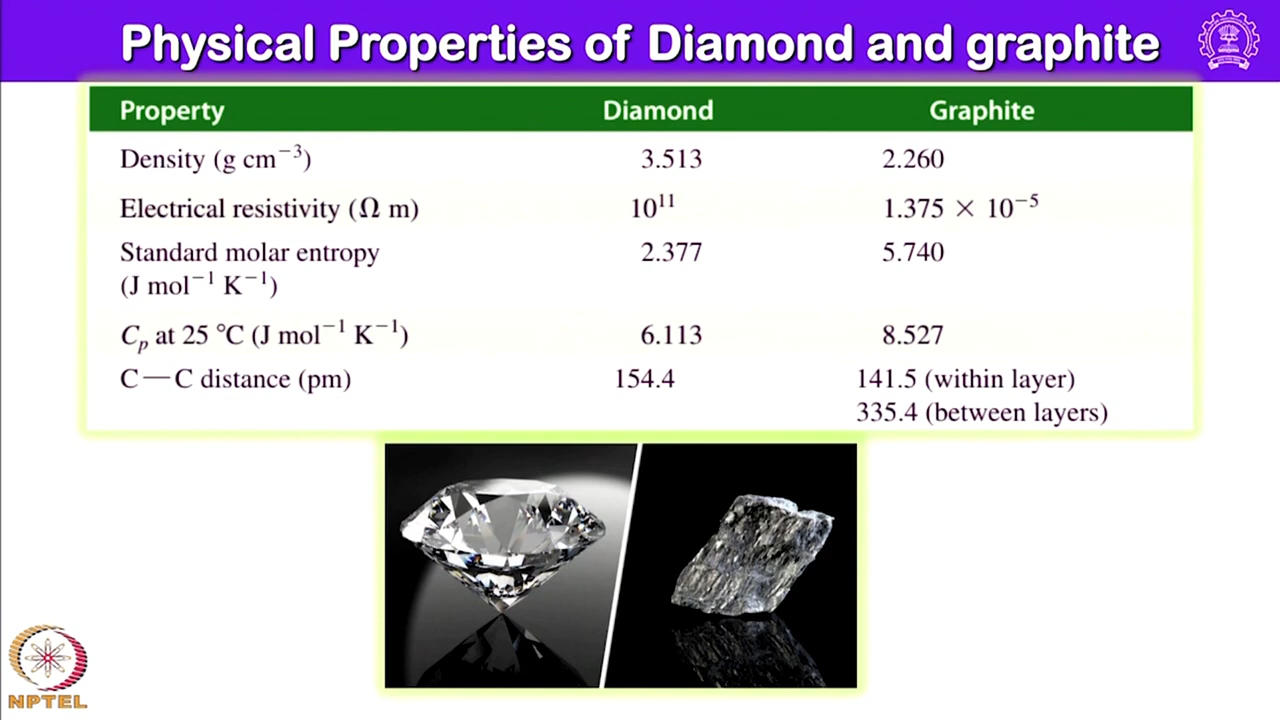 Physical Properties of Diamond and graphite
Property Diamond Graphite
Density (g cm⁻³) 3.513 2.260
Electrical resistivity (Ω m) 10¹¹ 1.375 × 10⁻⁵
Standard molar entropy 2.377 5.740
(J mol⁻¹ K⁻¹)
Cₚ at 25 °C (J mol⁻¹ K⁻¹) 6.113 8.527
C—C distance (pm) 154.4 141.5 (within layer)
335.4 (between layers)
NPTEL